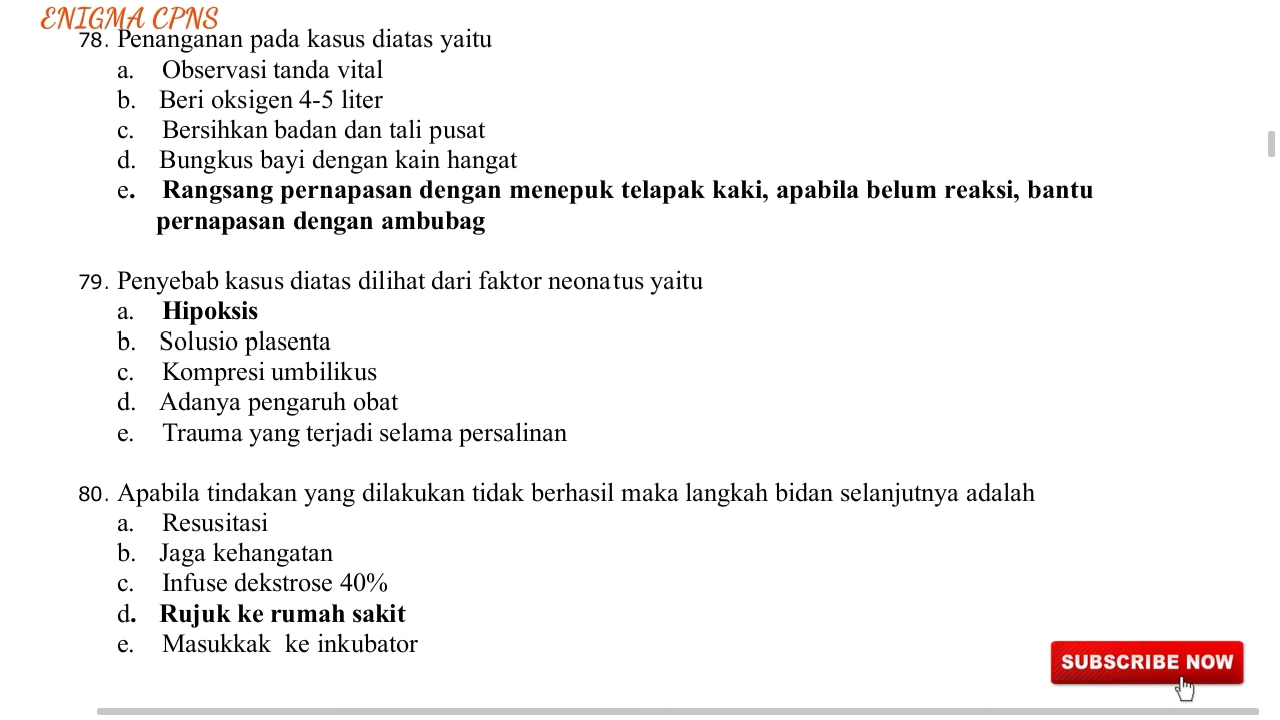 ENIGMA CPNS
78. Penanganan pada kasus diatas yaitu
a. Observasi tanda vital
b. Beri oksigen 4-5 liter
c. Bersihkan badan dan tali pusat
d. Bungkus bayi dengan kain hangat
e. Rangsang pernapasan dengan menepuk telapak kaki, apabila belum reaksi, bantu
pernapasan dengan ambubag
79. Penyebab kasus diatas dilihat dari faktor neonatus yaitu
a. Hipoksis
b. Solusio plasenta
c. Kompresi umbilikus
d. Adanya pengaruh obat
e. Trauma yang terjadi selama persalinan
80. Apabila tindakan yang dilakukan tidak berhasil maka langkah bidan selanjutnya adalah
a. Resusitasi
b. Jaga kehangatan
c. Infuse dekstrose 40%
d. Rujuk ke rumah sakit
e. Masukkak ke inkubator
SUBSCRIBE NOW